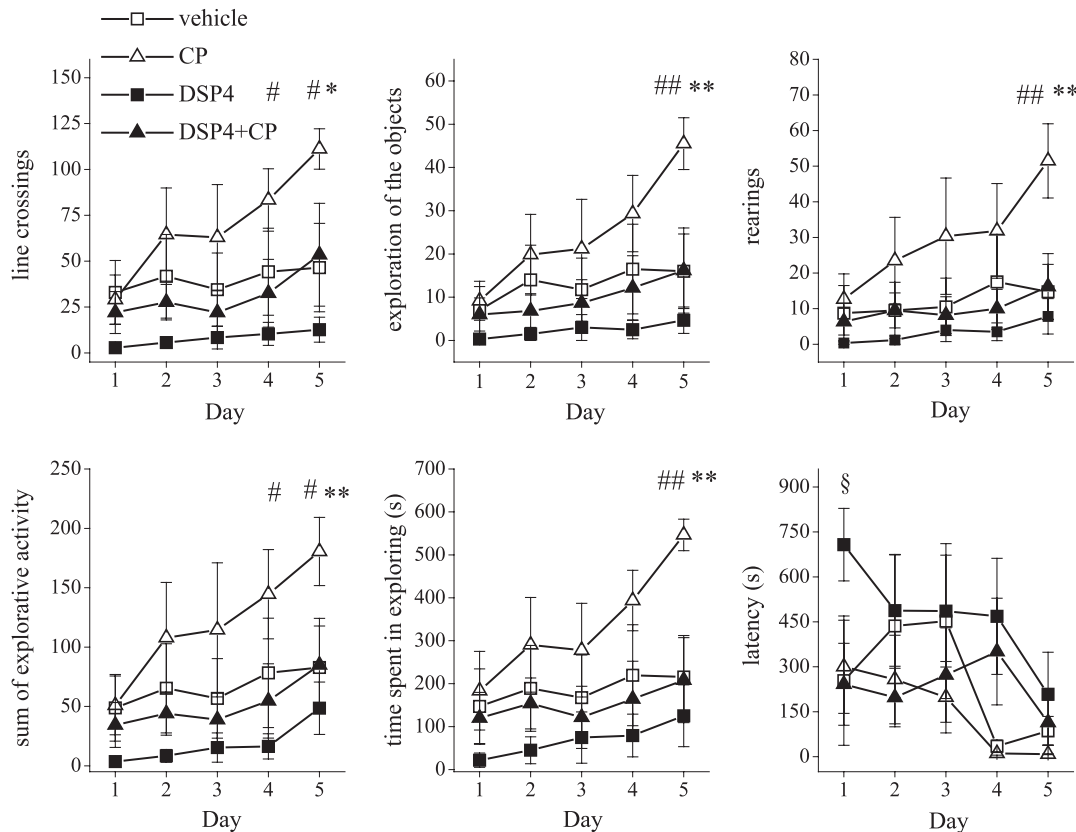 vehicle
CP
DSP4
DSP4+CP
line crossings
150
125
100
75
50
25
0
# # *
1 2 3 4 5
Day
exploration of the objects
60
50
40
30
20
10
0
## **
1 2 3 4 5
Day
rearings
80
70
60
50
40
30
20
10
0
## **
1 2 3 4 5
Day
sum of explorative activity
250
200
150
100
50
0
# # **
1 2 3 4 5
Day
time spent in exploring (s)
700
600
500
400
300
200
100
0
## **
1 2 3 4 5
Day
latency (s)
900
750
600
450
300
150
0
§
1 2 3 4 5
Day